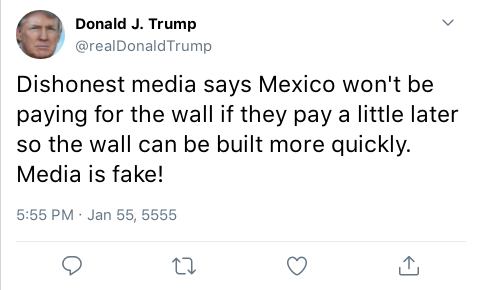 Donald J. Trump
@realDonaldTrump
Dishonest media says Mexico won't be
paying for the wall if they pay a little later
so the wall can be built more quickly.
Media is fake!
5:55 PM · Jan 55, 5555